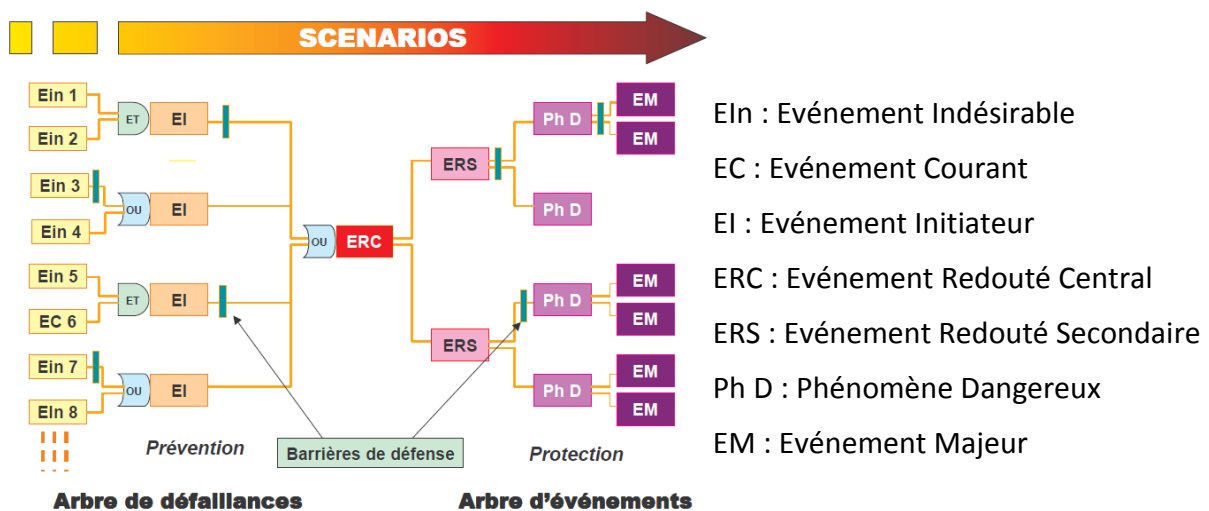 SCENARIOS
Ein 1
Ein 2
ET
EI
Ein 3
Ein 4
OU
EI
Ein 5
EC 6
ET
EI
Ein 7
EIn 8
OU
EI
OU
ERC
ERS
Ph D
EM
EM
Ph D
ERS
Ph D
EM
EM
Ph D
EM
EM
Prévention
Barrières de défense
Protection
Arbre de défaillances
Arbre d'événements
EIn : Evénement Indésirable
EC : Evénement Courant
EI : Evénement Initiateur
ERC : Evénement Redouté Central
ERS : Evénement Redouté Secondaire
Ph D : Phénomène Dangereux
EM : Evénement Majeur